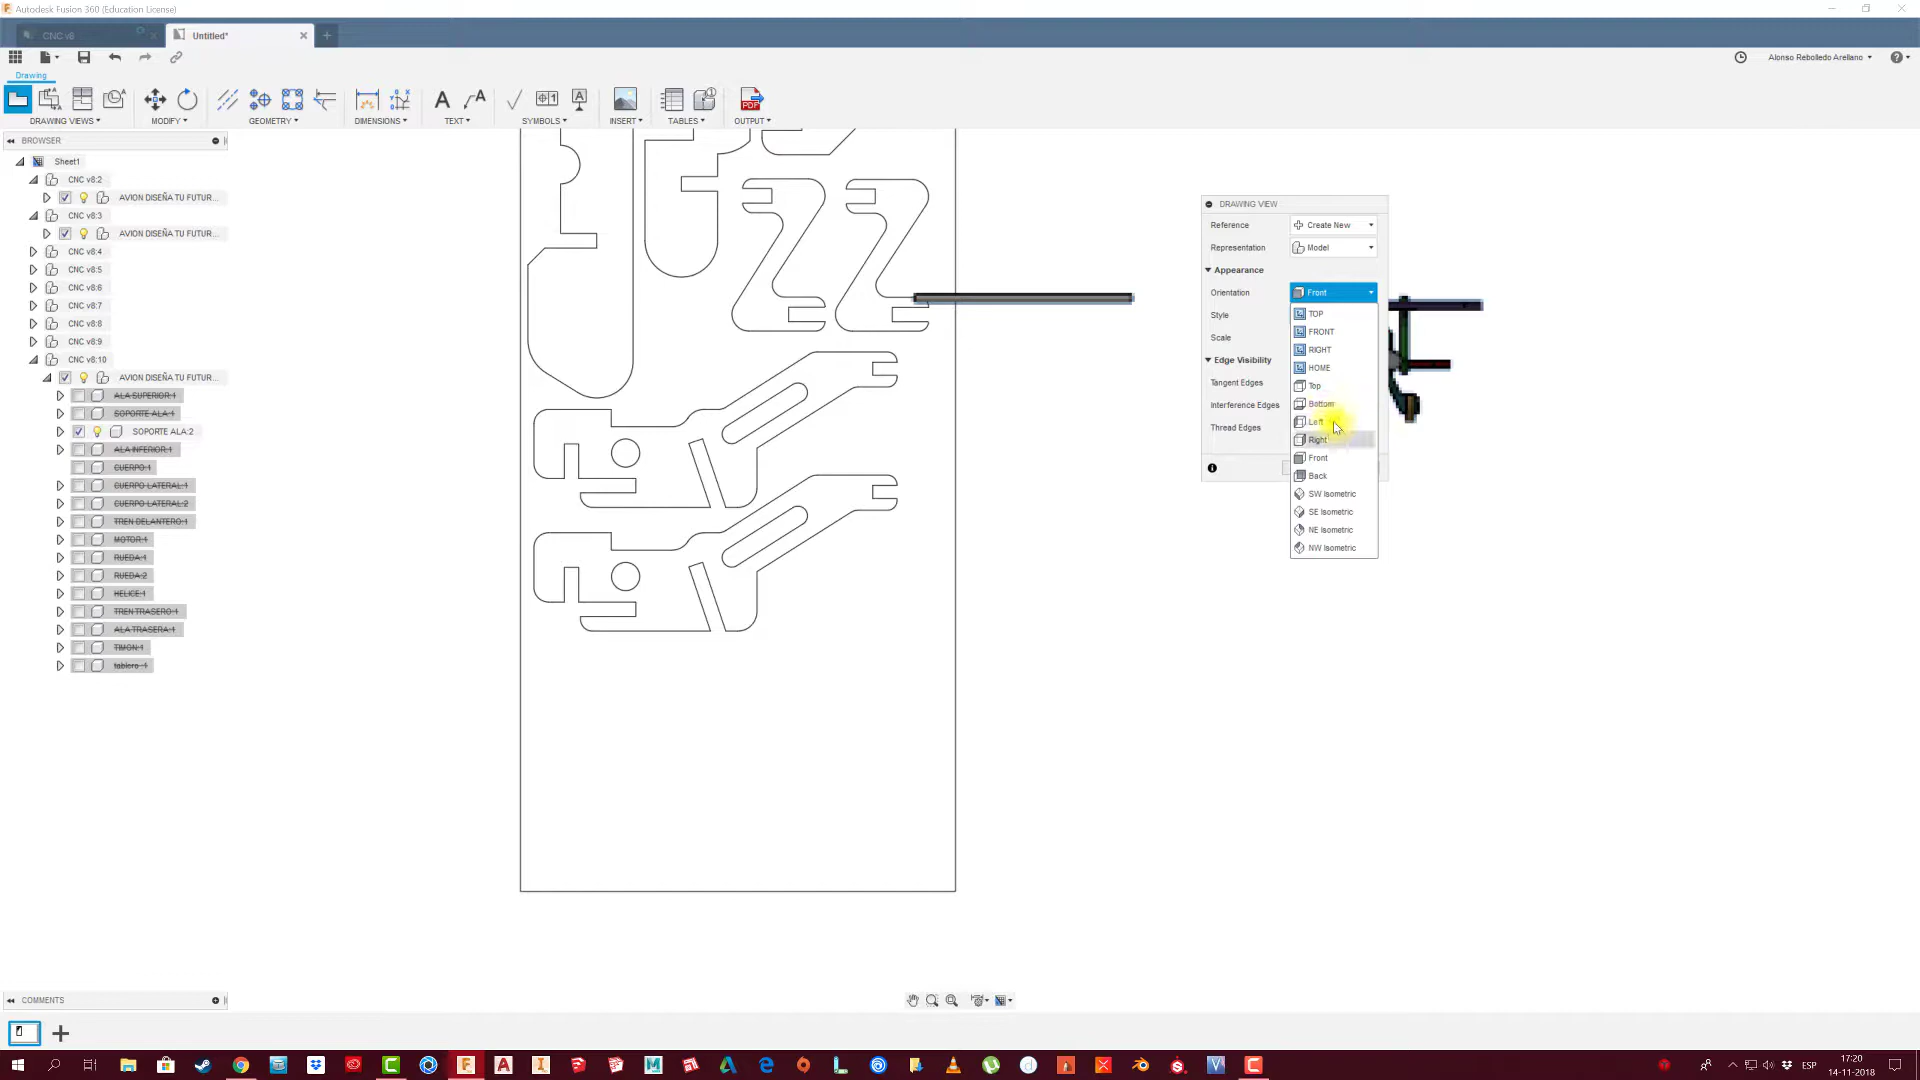 Autodesk Fusion 360 (Education License)
CNC v8
Untitled*
Alonso Rebolledo Arellano
Drawing
DRAWING VIEWS
MODIFY
GEOMETRY
DIMENSIONS
TEXT
SYMBOLS
INSERT
TABLES
OUTPUT
PDF
BROWSER
Sheet1
CNC v8:2
AVION DISEÑA TU FUTUR...
CNC v8:3
AVION DISEÑA TU FUTUR...
CNC v8:4
CNC v8:5
CNC v8:6
CNC v8:7
CNC v8:8
CNC v8:9
CNC v8:10
AVION DISEÑA TU FUTUR...
ALA SUPERIOR:1
SOPORTE ALA:1
SOPORTE ALA:2
ALA INFERIOR:1
CUERPO:1
CUERPO LATERAL:1
CUERPO LATERAL:2
TREN DELANTERO:1
MOTOR:1
RUEDA:1
RUEDA:2
HELICE:1
TREN TRASERO:1
ALA TRASERA:1
TIMON:1
tablero :1
DRAWING VIEW
Reference
Create New
Representation
Model
Appearance
Orientation
Front
Style
Scale
Edge Visibility
Tangent Edges
Interference Edges
Thread Edges
TOP
FRONT
RIGHT
HOME
Top
Bottom
Left
Right
Front
Back
SW Isometric
SE Isometric
NE Isometric
NW Isometric
COMMENTS
ESP
17:20
14-11-2018